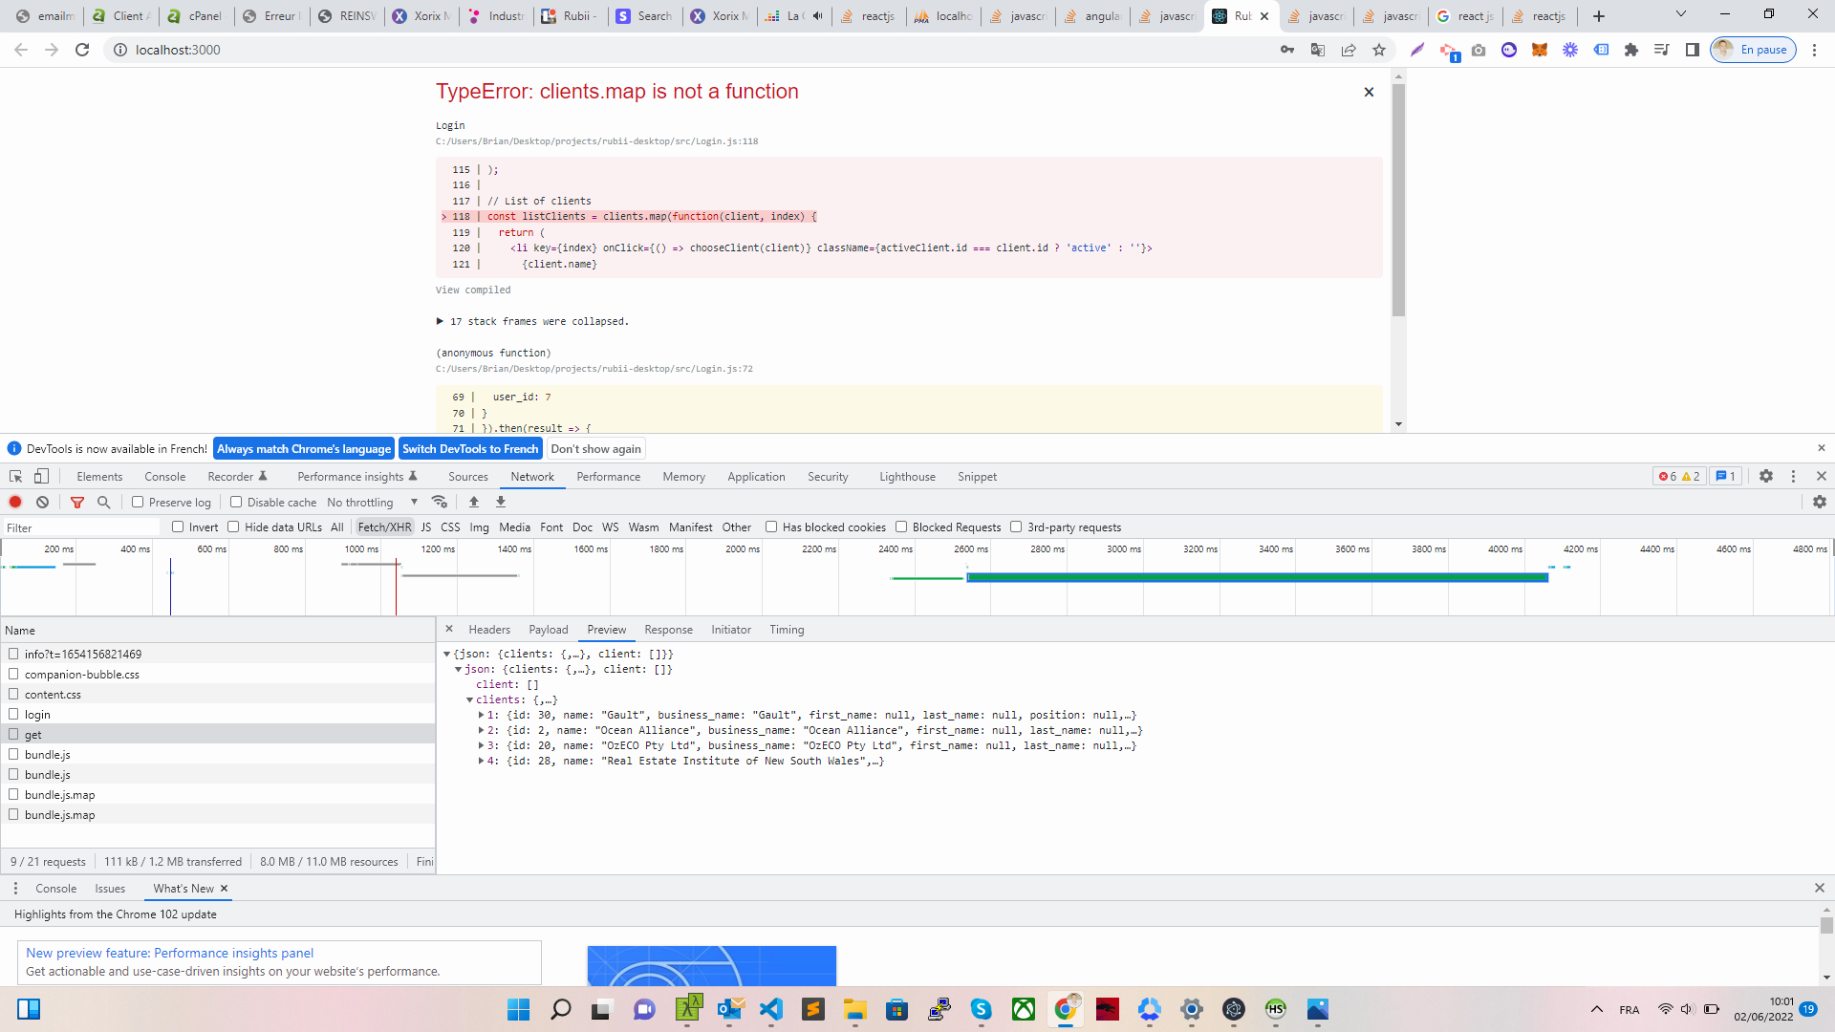 emailm
Client A
cPanel
Erreur I
REINSW
Xorix M
Industr
Rubii -
Search
Xorix M
La C
reactjs
localho
javascri
angular
javascri
Rub
javascri
javascri
react js
reactjs
localhost:3000
1
En pause
TypeError: clients.map is not a function
Login
C:/Users/Brian/Desktop/projects/rubii-desktop/src/Login.js:118
115 | );
116 |
117 | // List of clients
> 118 | const listClients = clients.map(function(client, index) {
119 | return (
120 | <li key={index} onClick={() => chooseClient(client)} className={activeClient.id === client.id ? 'active' : ''}>
121 | {client.name}
View compiled
▶ 17 stack frames were collapsed.
(anonymous function)
C:/Users/Brian/Desktop/projects/rubii-desktop/src/Login.js:72
69 | user_id: 7
70 | }
71 | }).then(result => {
DevTools is now available in French! Always match Chrome's language Switch DevTools to French Don't show again
Elements Console Recorder Performance insights Sources Network Performance Memory Application Security Lighthouse Snippet 6 2 1
Preserve log Disable cache No throttling
Filter Invert Hide data URLs All Fetch/XHR JS CSS Img Media Font Doc WS Wasm Manifest Other Has blocked cookies Blocked Requests 3rd-party requests
200 ms 400 ms 600 ms 800 ms 1000 ms 1200 ms 1400 ms 1600 ms 1800 ms 2000 ms 2200 ms 2400 ms 2600 ms 2800 ms 3000 ms 3200 ms 3400 ms 3600 ms 3800 ms 4000 ms 4200 ms 4400 ms 4600 ms 4800 ms
Name
info?t=1654156821469
companion-bubble.css
content.css
login
get
bundle.js
bundle.js
bundle.js.map
bundle.js.map
9 / 21 requests 111 kB / 1.2 MB transferred 8.0 MB / 11.0 MB resources Fini
Headers Payload Preview Response Initiator Timing
▼{json: {clients: {,…}, client: []}}
▼json: {clients: {,…}, client: []}
client: []
▼clients: {,…}
▶1: {id: 30, name: "Gault", business_name: "Gault", first_name: null, last_name: null, position: null,…}
▶2: {id: 2, name: "Ocean Alliance", business_name: "Ocean Alliance", first_name: null, last_name: null,…}
▶3: {id: 20, name: "OzECO Pty Ltd", business_name: "OzECO Pty Ltd", first_name: null, last_name: null,…}
▶4: {id: 28, name: "Real Estate Institute of New South Wales",…}
Console Issues What's New
Highlights from the Chrome 102 update
New preview feature: Performance insights panel
Get actionable and use-case-driven insights on your website's performance.
FRA
10:01
02/06/2022
19